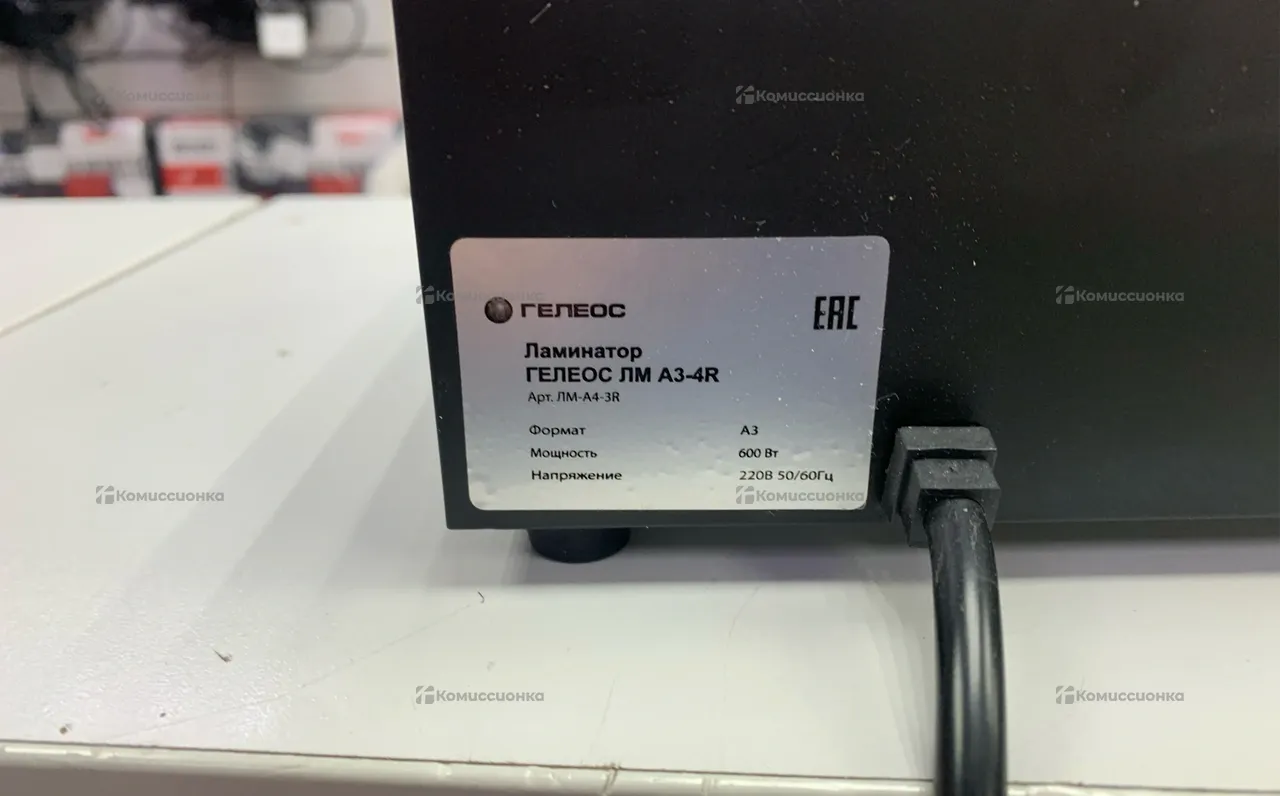 Комиссионка
Комиссионка
Комиссионка
Комиссионка
ГЕЛЕОС
EAC
Ламинатор
ГЕЛЕОС ЛМ А3-4R
Арт. ЛМ-А4-3R
Формат А3
Мощность 600 Вт
Напряжение 220В 50/60Гц
Комиссионка
Комиссионка
Комиссионка
Комиссионка